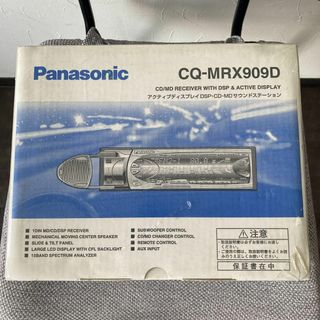 Panasonic
CQ-MRX909D
CD/MD RECEIVER WITH DSP & ACTIVE DISPLAY
アクティブディスプレイDSP・CD・MDサウンドステーション
■ 1DIN MD/CD/DSP RECEIVER
■ MECHANICAL MOVING CENTER SPEAKER
■ SLIDE & TILT PANEL
■ LARGE LCD DISPLAY WITH CFL BACKLIGHT
■ 10BAND SPECTRUM ANALYZER
■ SUBWOOFER CONTROL
■ CD/MD CHANGER CONTROL
■ REMOTE CONTROL
■ AUX INPUT
⚠注意
保証書在中